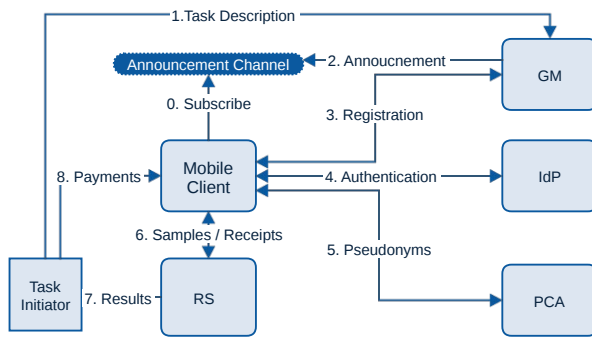 1.Task Description
Announcement Channel
2. Annoucnement
GM
0. Subscribe
3. Registration
Mobile
Client
8. Payments
4. Authentication
IdP
6. Samples / Receipts
5. Pseudonyms
Task
Initiator
7. Results
RS
PCA